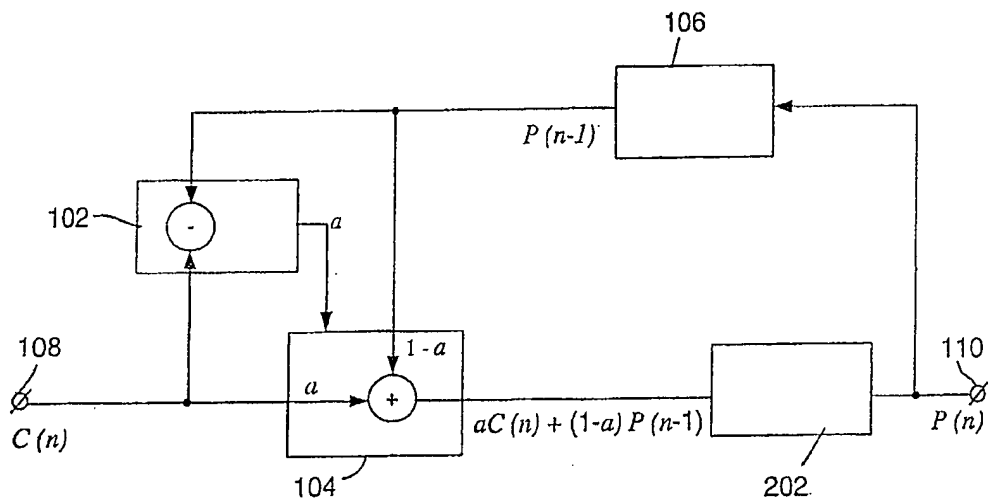 106
P (n-1)
102
-
a
108
1 - a
110
a
+
C (n)
aC (n) + (1-a) P (n-1)
P (n)
104
202